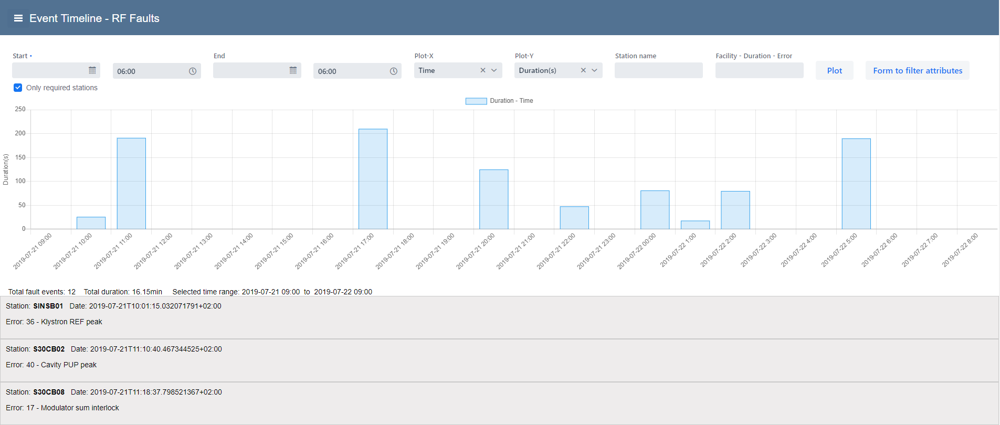 Event Timeline - RF Faults
Start •
End
Plot-X
Plot-Y
Station name
Facility - Duration - Error
06:00
06:00
Time
Duration(s)
Plot
Form to filter attributes
Only required stations
Duration - Time
Duration(s)
250
200
150
100
50
0
2019-07-21 09:00
2019-07-21 10:00
2019-07-21 11:00
2019-07-21 12:00
2019-07-21 13:00
2019-07-21 14:00
2019-07-21 15:00
2019-07-21 16:00
2019-07-21 17:00
2019-07-21 18:00
2019-07-21 19:00
2019-07-21 20:00
2019-07-21 21:00
2019-07-21 22:00
2019-07-21 23:00
2019-07-22 00:00
2019-07-22 1:00
2019-07-22 2:00
2019-07-22 3:00
2019-07-22 4:00
2019-07-22 5:00
2019-07-22 6:00
2019-07-22 7:00
2019-07-22 8:00
Total fault events: 12 Total duration: 16.15min Selected time range: 2019-07-21 09:00 to 2019-07-22 09:00
Station: SINSB01 Date: 2019-07-21T10:01:15.032071791+02:00
Error: 36 - Klystron REF peak
Station: S30CB02 Date: 2019-07-21T11:10:40.467344525+02:00
Error: 40 - Cavity PUP peak
Station: S30CB08 Date: 2019-07-21T11:18:37.798521367+02:00
Error: 17 - Modulator sum interlock